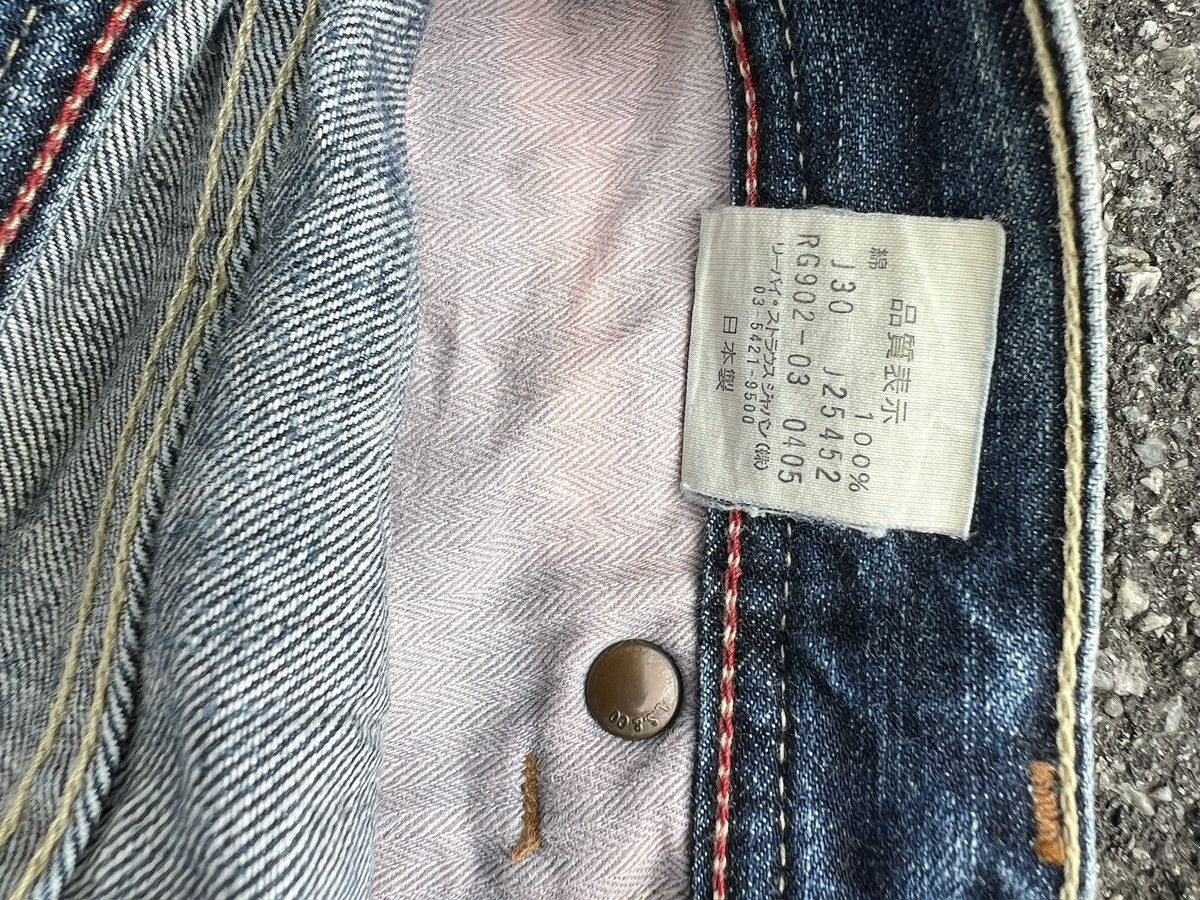 品質表示
綿 100%
J30 J25452
RG902-03 0405
リーバイ・ストラウスジャパン(株)
03-5421-9500
日本製
L.S.&CO